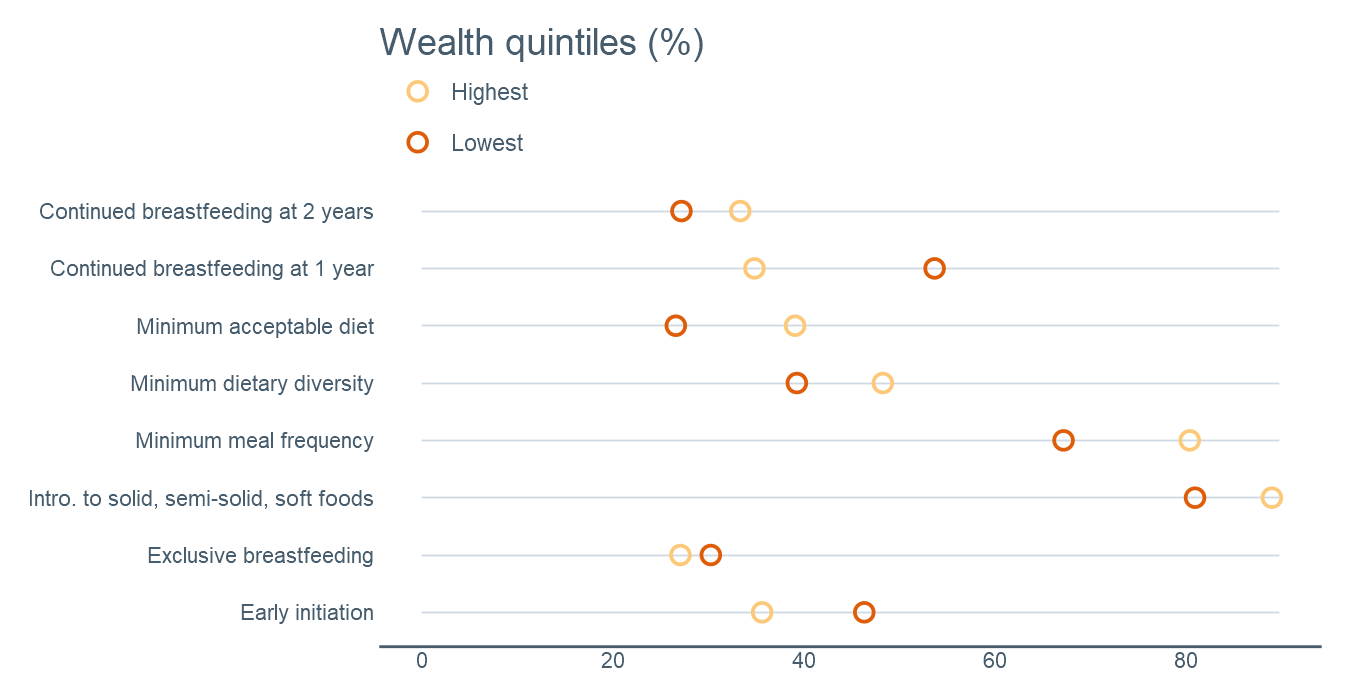 Wealth quintiles (%)
Highest
Lowest
Continued breastfeeding at 2 years
Continued breastfeeding at 1 year
Minimum acceptable diet
Minimum dietary diversity
Minimum meal frequency
Intro. to solid, semi-solid, soft foods
Exclusive breastfeeding
Early initiation
0 20 40 60 80